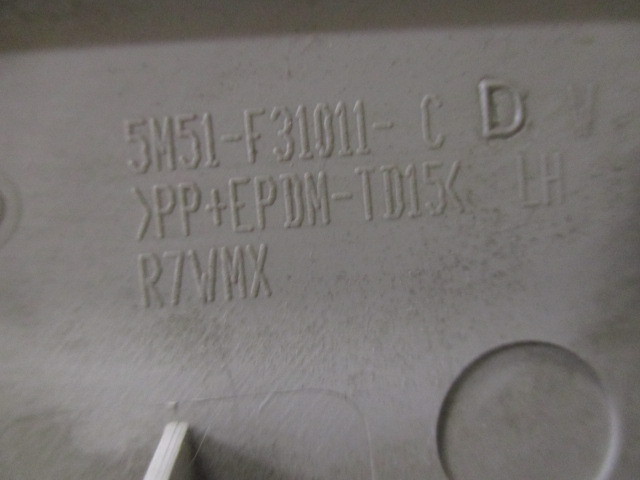 5M51-F31011- C D W
>PP+EPDM-TD15< LH
R7WMX